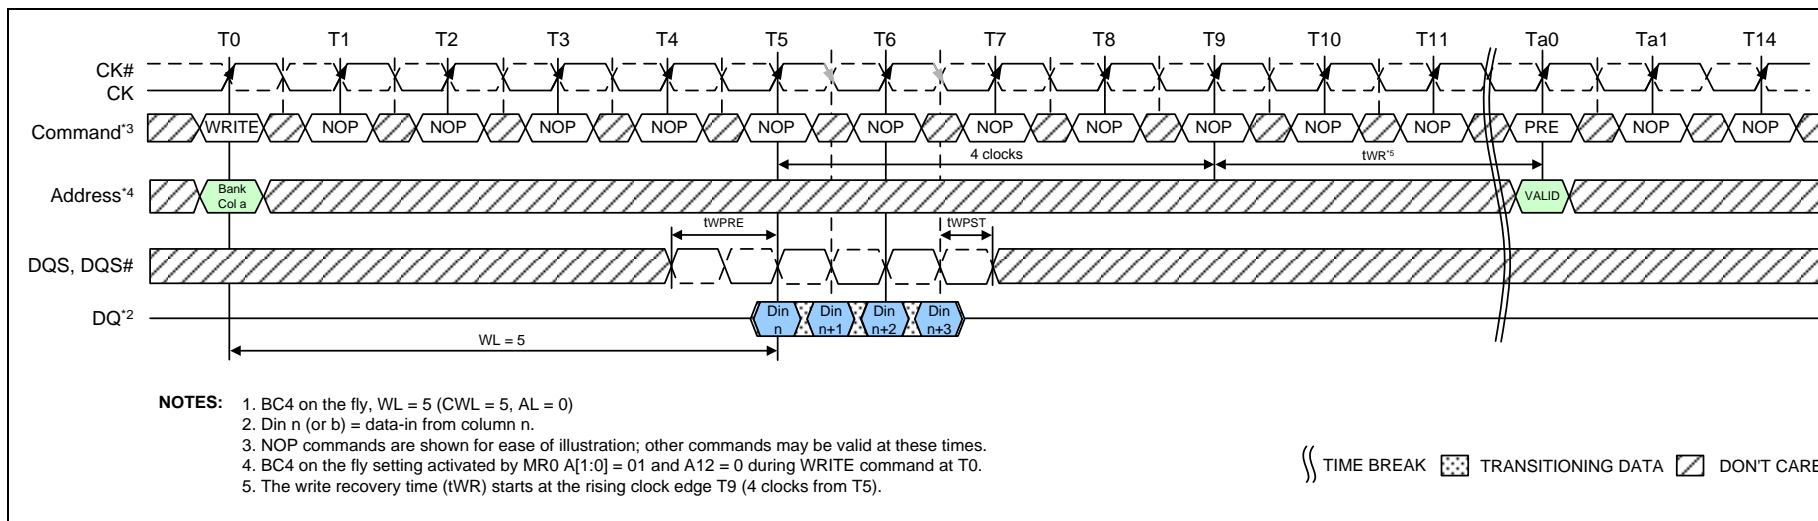 T0 T1 T2 T3 T4 T5 T6 T7 T8 T9 T10 T11 Ta0 Ta1 T14
CK#
CK
Command*3 WRITE NOP NOP NOP NOP NOP NOP NOP NOP NOP NOP NOP PRE NOP NOP
4 clocks tWR*5
Address*4 Bank Col a VALID
tWPRE tWPST
DQS, DQS#
DQ*2 Din n Din n+1 Din n+2 Din n+3
WL = 5
NOTES: 1. BC4 on the fly, WL = 5 (CWL = 5, AL = 0)
2. Din n (or b) = data-in from column n.
3. NOP commands are shown for ease of illustration; other commands may be valid at these times.
4. BC4 on the fly setting activated by MR0 A[1:0] = 01 and A12 = 0 during WRITE command at T0.
5. The write recovery time (tWR) starts at the rising clock edge T9 (4 clocks from T5).
TIME BREAK TRANSITIONING DATA DON'T CARE